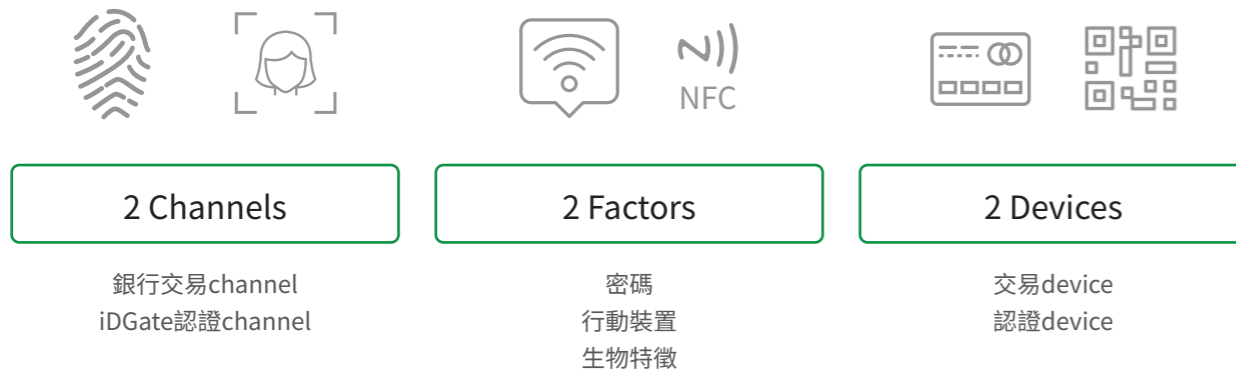 NFC
2 Channels
銀行交易channel
iDGate認證channel
2 Factors
密碼
行動裝置
生物特徵
2 Devices
交易device
認證device